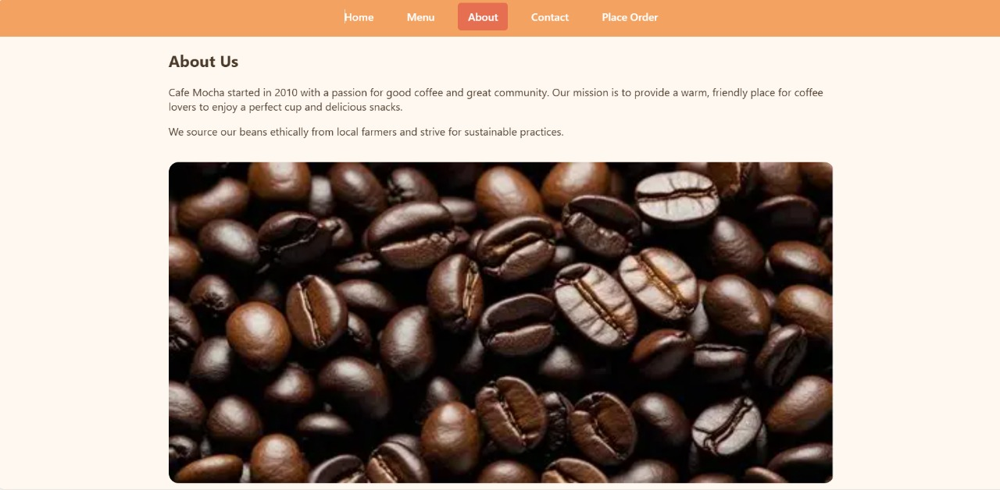 Home Menu About Contact Place Order
About Us
Cafe Mocha started in 2010 with a passion for good coffee and great community. Our mission is to provide a warm, friendly place for coffee
lovers to enjoy a perfect cup and delicious snacks.
We source our beans ethically from local farmers and strive for sustainable practices.